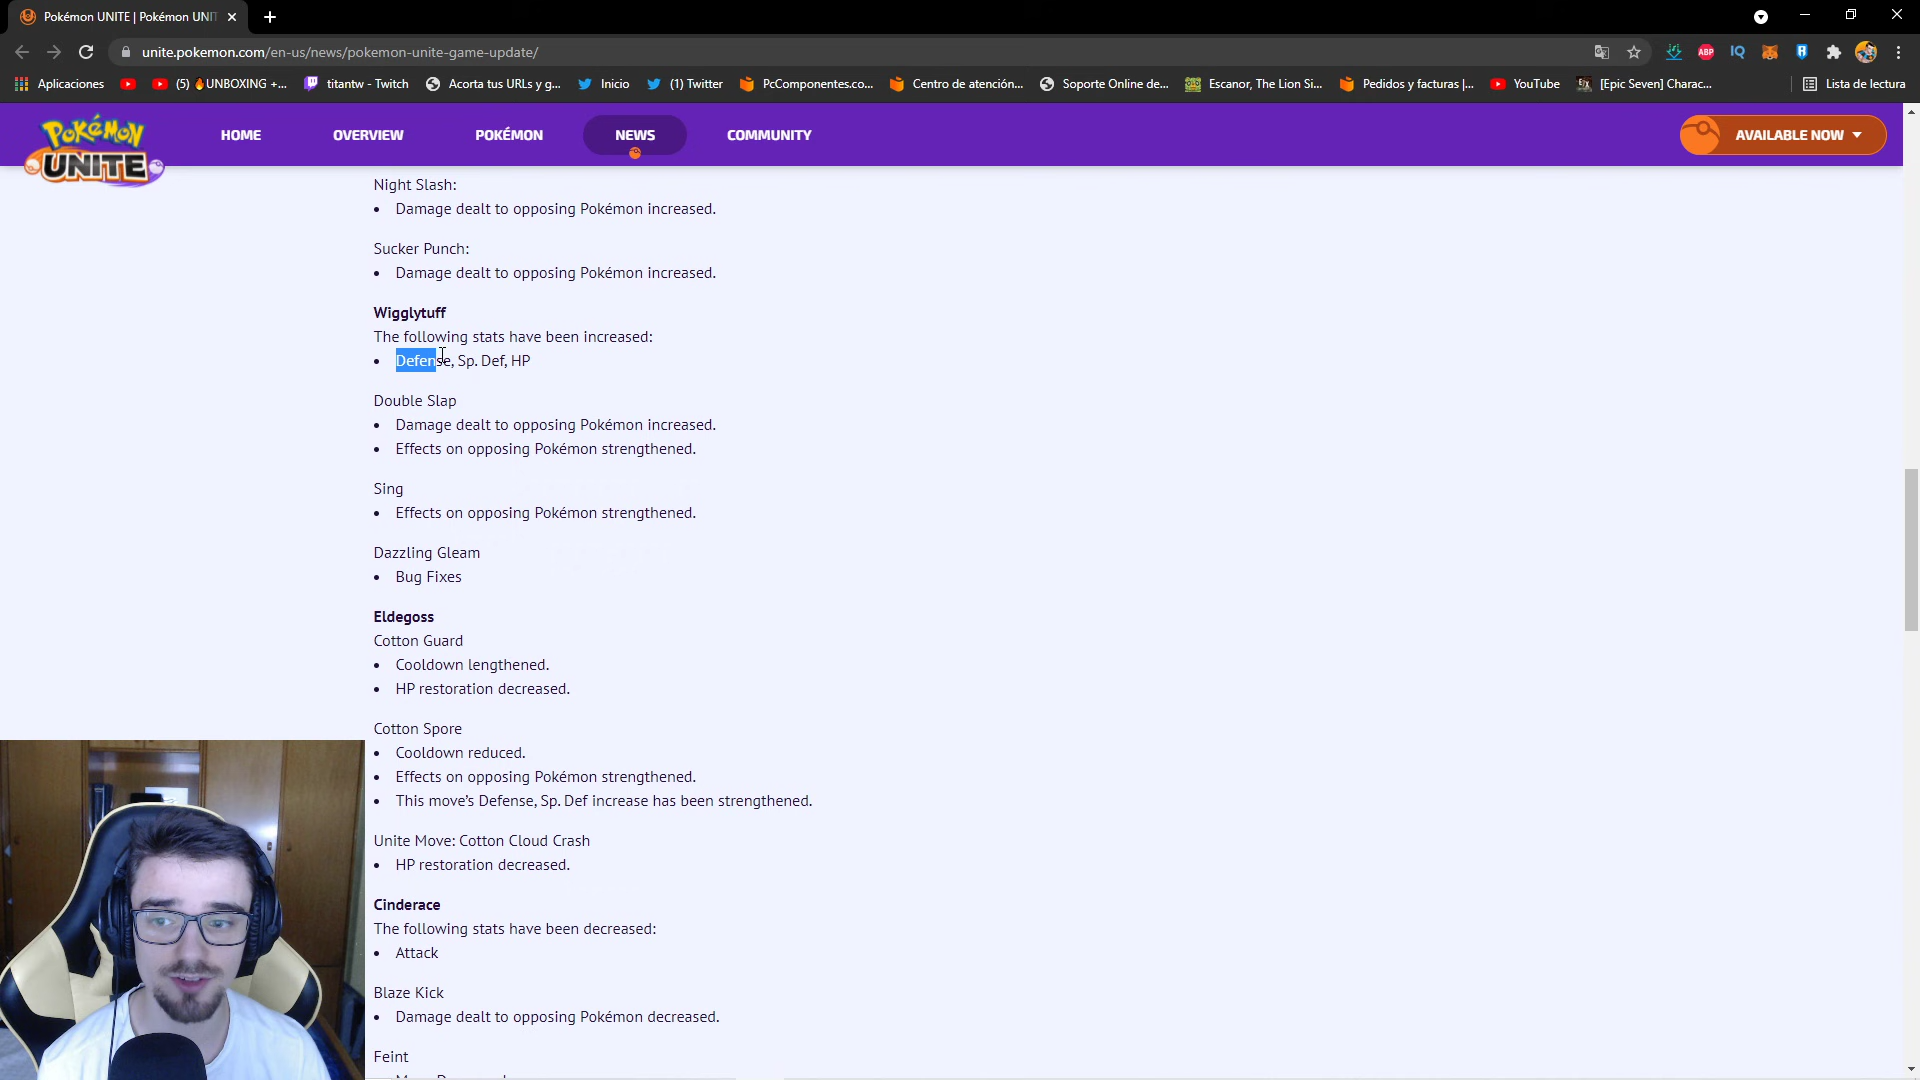 Pokémon UNITE | Pokémon UNIT
unite.pokemon.com/en-us/news/pokemon-unite-game-update/
ABP
IQ
Aplicaciones
(5) 🔥UNBOXING +...
titantw - Twitch
Acorta tus URLs y g...
Inicio
(1) Twitter
PcComponentes.co...
Centro de atención...
Soporte Online de...
Escanor, The Lion Si...
Pedidos y facturas |...
YouTube
[Epic Seven] Charac...
Lista de lectura
POKÉMON
UNITE
HOME
OVERVIEW
POKÉMON
NEWS
COMMUNITY
AVAILABLE NOW
Night Slash:
• Damage dealt to opposing Pokémon increased.
Sucker Punch:
• Damage dealt to opposing Pokémon increased.
Wigglytuff
The following stats have been increased:
• Defense, Sp. Def, HP
Double Slap
• Damage dealt to opposing Pokémon increased.
• Effects on opposing Pokémon strengthened.
Sing
• Effects on opposing Pokémon strengthened.
Dazzling Gleam
• Bug Fixes
Eldegoss
Cotton Guard
• Cooldown lengthened.
• HP restoration decreased.
Cotton Spore
• Cooldown reduced.
• Effects on opposing Pokémon strengthened.
• This move’s Defense, Sp. Def increase has been strengthened.
Unite Move: Cotton Cloud Crash
• HP restoration decreased.
Cinderace
The following stats have been decreased:
• Attack
Blaze Kick
• Damage dealt to opposing Pokémon decreased.
Feint